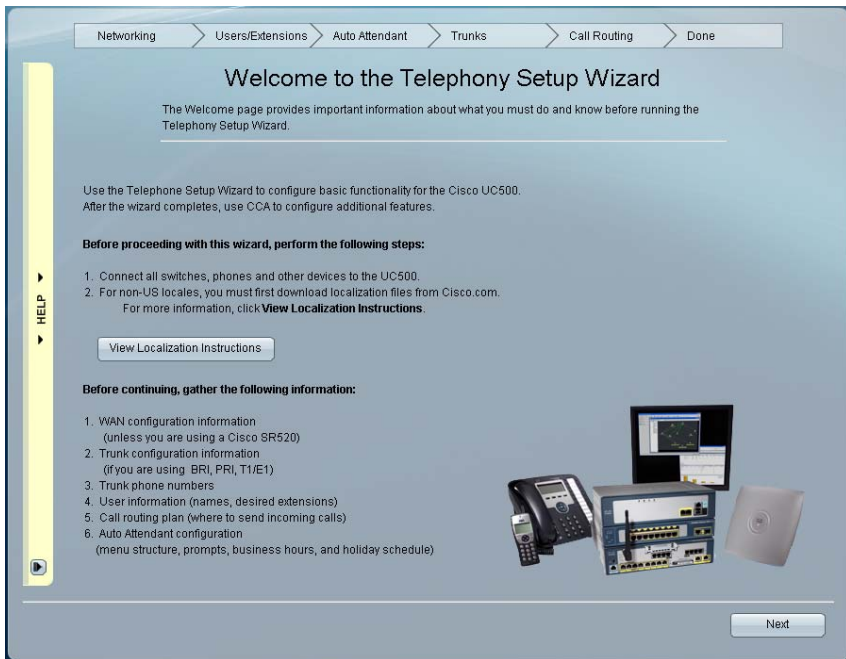 Networking
Users/Extensions
Auto Attendant
Trunks
Call Routing
Done
Welcome to the Telephony Setup Wizard
The Welcome page provides important information about what you must do and know before running the
Telephony Setup Wizard.
Use the Telephone Setup Wizard to configure basic functionality for the Cisco UC500.
After the wizard completes, use CCA to configure additional features.
Before proceeding with this wizard, perform the following steps:
1. Connect all switches, phones and other devices to the UC500.
2. For non-US locales, you must first download localization files from Cisco.com.
For more information, click View Localization Instructions.
HELP
View Localization Instructions
Before continuing, gather the following information:
1. WAN configuration information
(unless you are using a Cisco SR520)
2. Trunk configuration information
(if you are using BRI, PRI, T1/E1)
3. Trunk phone numbers
4. User information (names, desired extensions)
5. Call routing plan (where to send incoming calls)
6. Auto Attendant configuration
(menu structure, prompts, business hours, and holiday schedule)
Next